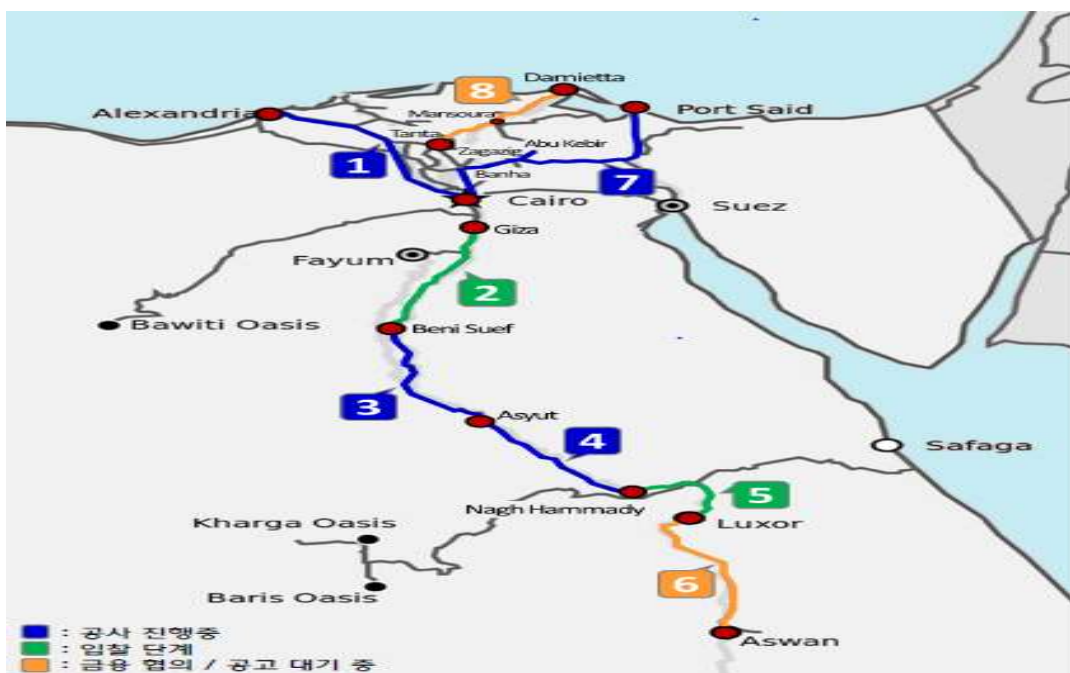 Damietta
8
Alexandria
Mansoura
Port Said
Tanta
Abu Kebir
Zagazig
1
Banha
7
Cairo
Suez
Giza
Fayum
2
Bawiti Oasis
Beni Suef
3
Asyut
4
Safaga
5
Nagh Hammady
Luxor
Kharga Oasis
6
Baris Oasis
Aswan
: 공사 진행중
: 입찰 단계
: 금융 협의 / 공고 대기 중